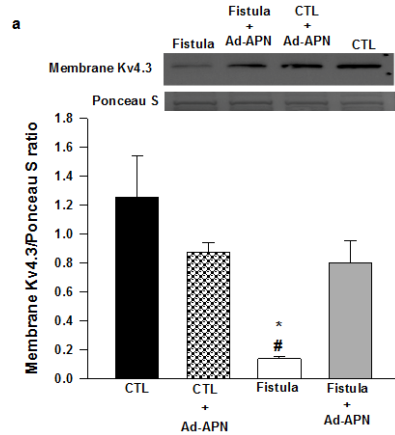 a
Fistula + Ad-APN
CTL + Ad-APN
Fistula
CTL
Membrane Kv4.3
Ponceau S
Membrane Kv4.3/Ponceau S ratio
1.8
1.6
1.4
1.2
1.0
0.8
0.6
0.4
0.2
0.0
*
#
CTL
CTL + Ad-APN
Fistula
Fistula + Ad-APN